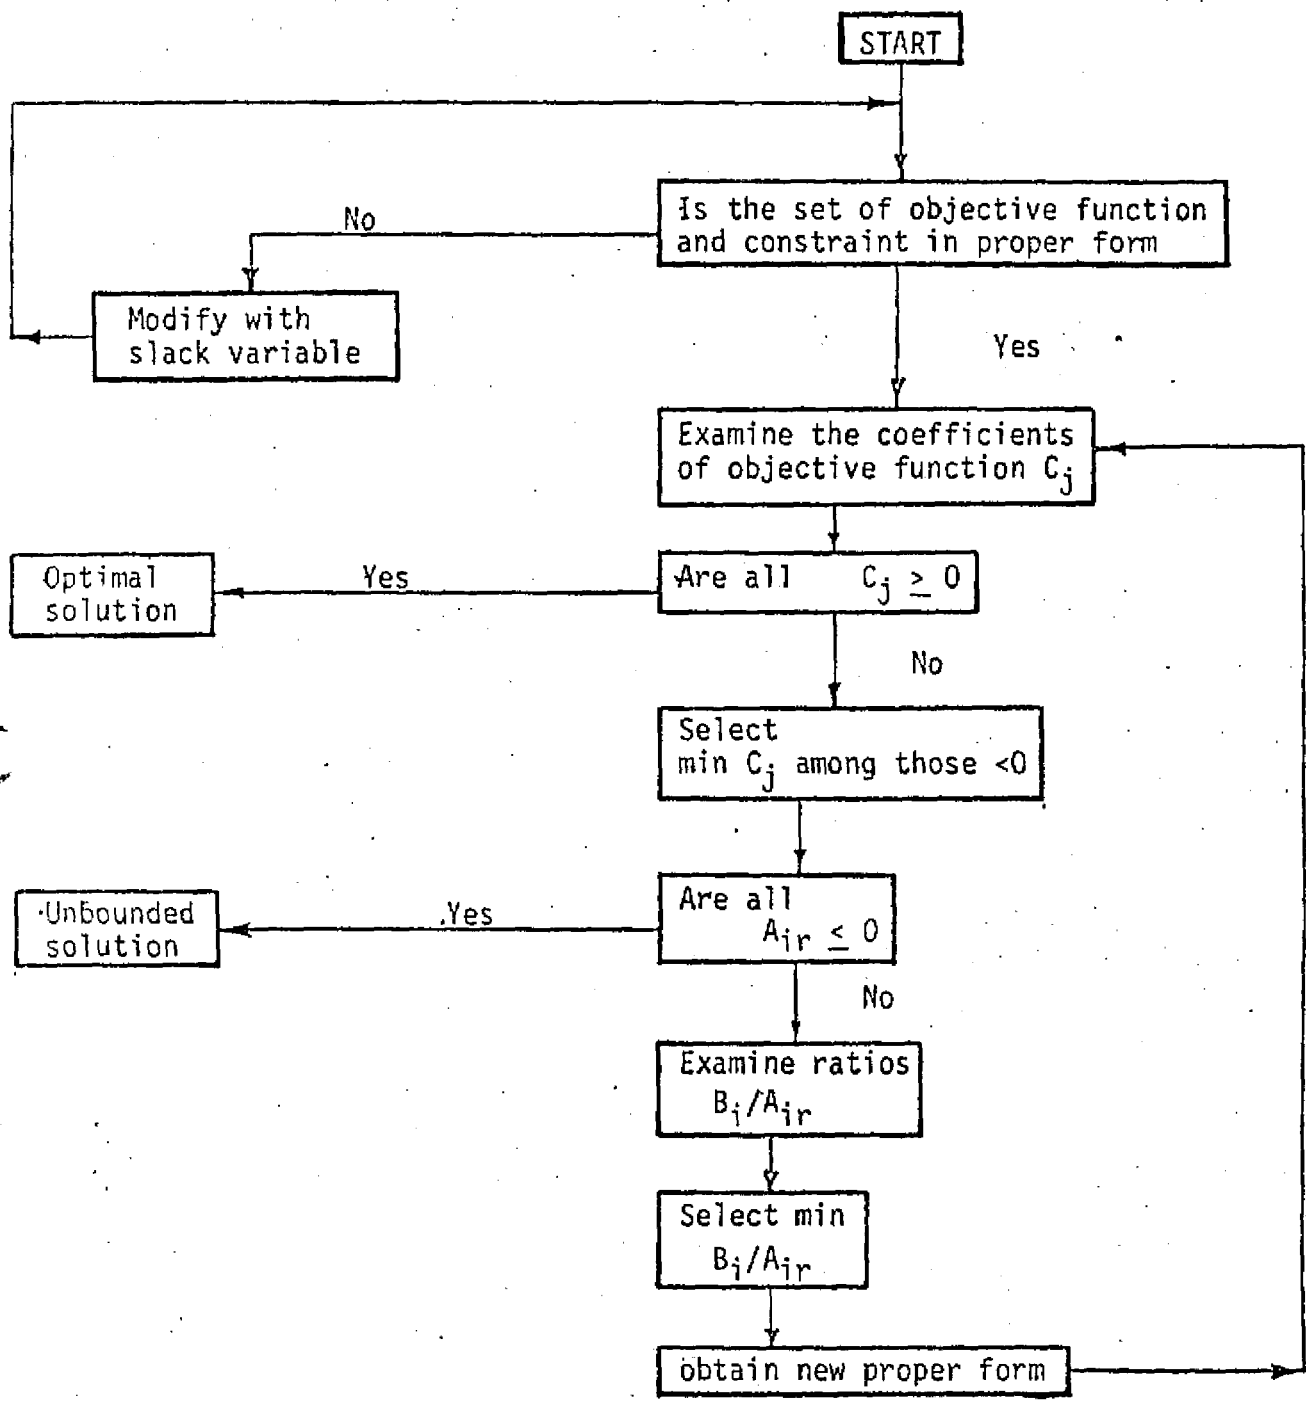 START
Is the set of objective function
and constraint in proper form
No
Modify with
slack variable
Yes
Examine the coefficients
of objective function Cj
Are all Cj ≥ 0
Yes
Optimal
solution
No
Select
min Cj among those <0
Are all
Air ≤ 0
Yes
Unbounded
solution
No
Examine ratios
Bi/Air
Select min
Bi/Air
obtain new proper form